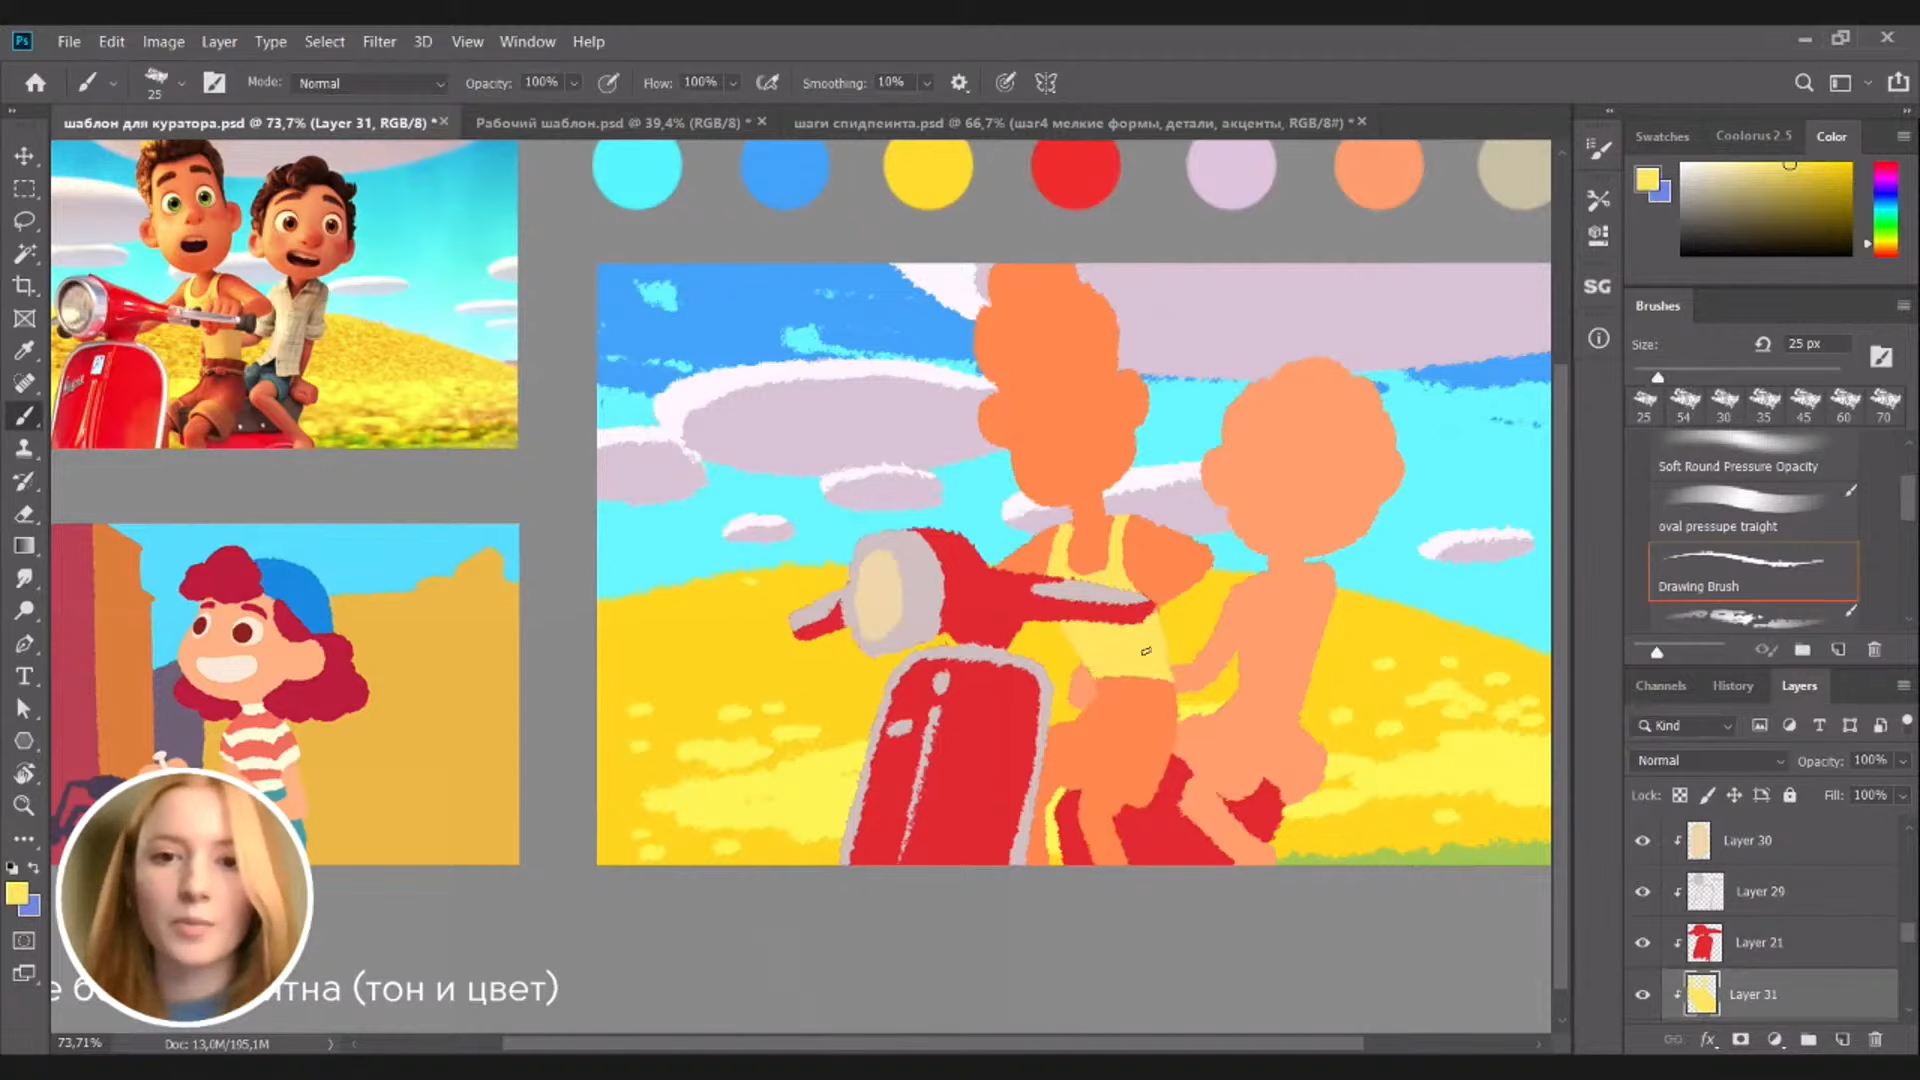 Ps File Edit Image Layer Type Select Filter 3D View Window Help
25 Mode: Normal Opacity: 100% Flow: 100% Smoothing: 10%
шаблон для куратора.psd @ 73,7% (Layer 31, RGB/8) *
Рабочий шаблон.psd @ 39,4% (RGB/8) *
шаги спидпеинта.psd @ 66,7% (шаг4 мелкие формы, детали, акценты, RGB/8#) *
Swatches Coolorus 2.5 Color
SG
Brushes
Size: 25 px
25 54 30 35 45 60 70
Soft Round Pressure Opacity
oval pressupe traight
Drawing Brush
Channels History Layers
Kind
Normal Opacity: 100%
Lock: Fill: 100%
Layer 30
Layer 29
Layer 21
Layer 31
(тон и цвет)
73,71% Doc: 13,0M/195,1M